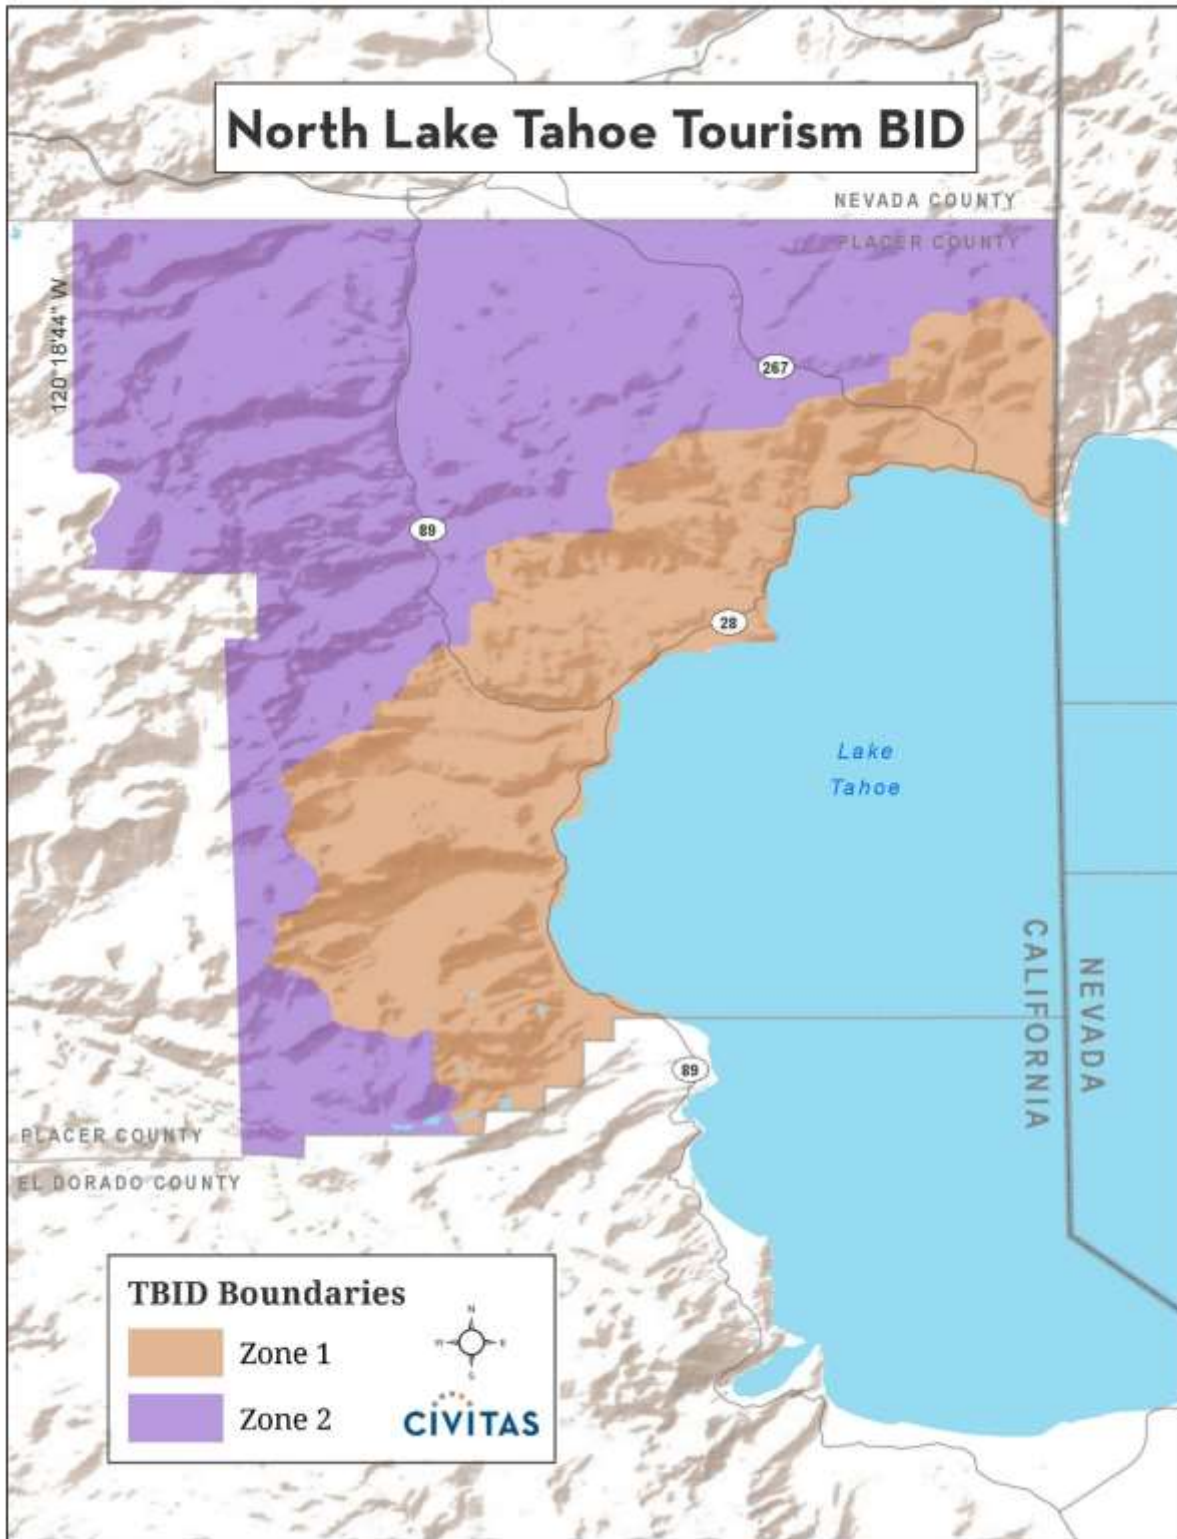 North Lake Tahoe Tourism BID
NEVADA COUNTY
PLACER COUNTY
120°18'44" W
267
89
28
Lake
Tahoe
CALIFORNIA
NEVADA
89
PLACER COUNTY
EL DORADO COUNTY
TBID Boundaries
N
W
E
S
Zone 1
Zone 2
CIVITAS